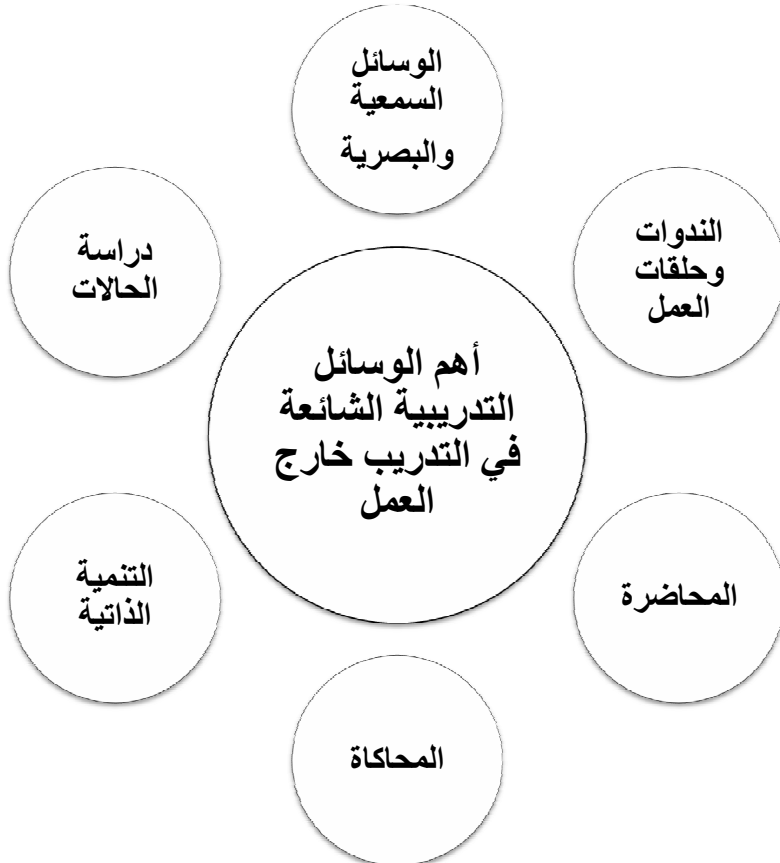 الوسائل
السمعية
والبصرية
الندوات
وحلقات
العمل
دراسة
الحالات
أهم الوسائل
التدريبية الشائعة
في التدريب خارج
العمل
المحاضرة
التنمية
الذاتية
المحاكاة